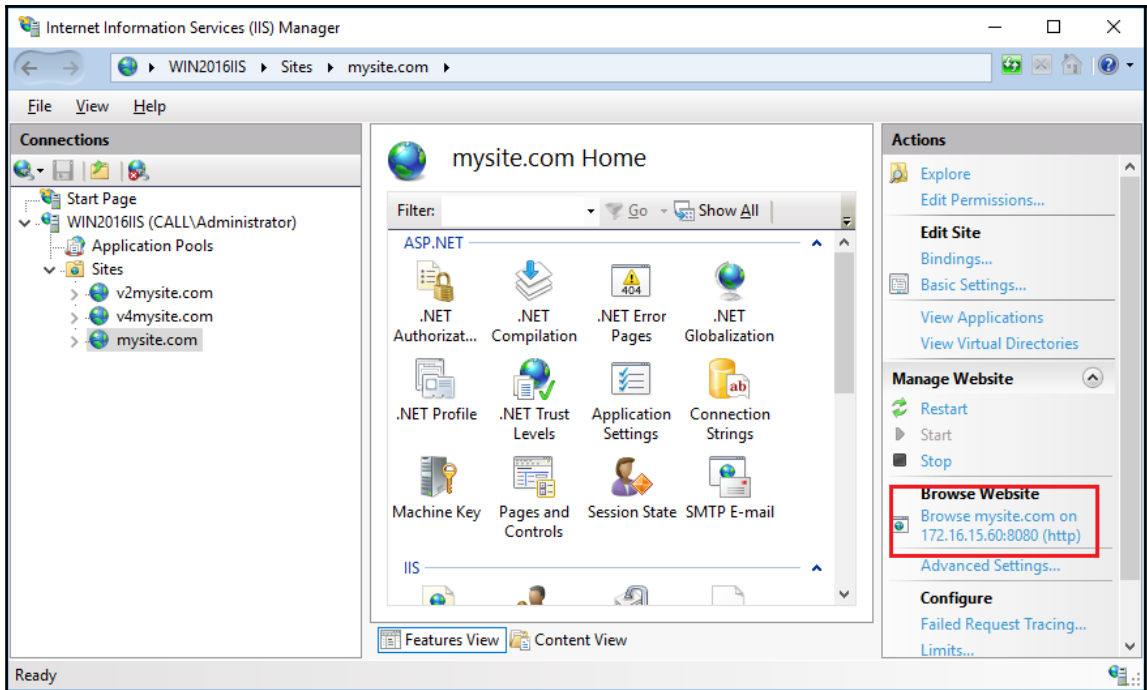 Internet Information Services (IIS) Manager
WIN2016IIS Sites mysite.com
File View Help
Connections
Start Page
WIN2016IIS (CALL\Administrator)
Application Pools
Sites
v2mysite.com
v4mysite.com
mysite.com
mysite.com Home
Filter: Go Show All
ASP.NET
404
.NET Authorizat...
.NET Compilation
.NET Error Pages
.NET Globalization
ab
.NET Profile
.NET Trust Levels
Application Settings
Connection Strings
Machine Key
Pages and Controls
Session State
SMTP E-mail
IIS
Features View Content View
Actions
Explore
Edit Permissions...
Edit Site
Bindings...
Basic Settings...
View Applications
View Virtual Directories
Manage Website
Restart
Start
Stop
Browse Website
Browse mysite.com on
172.16.15.60:8080 (http)
Advanced Settings...
Configure
Failed Request Tracing...
Limits...
Ready